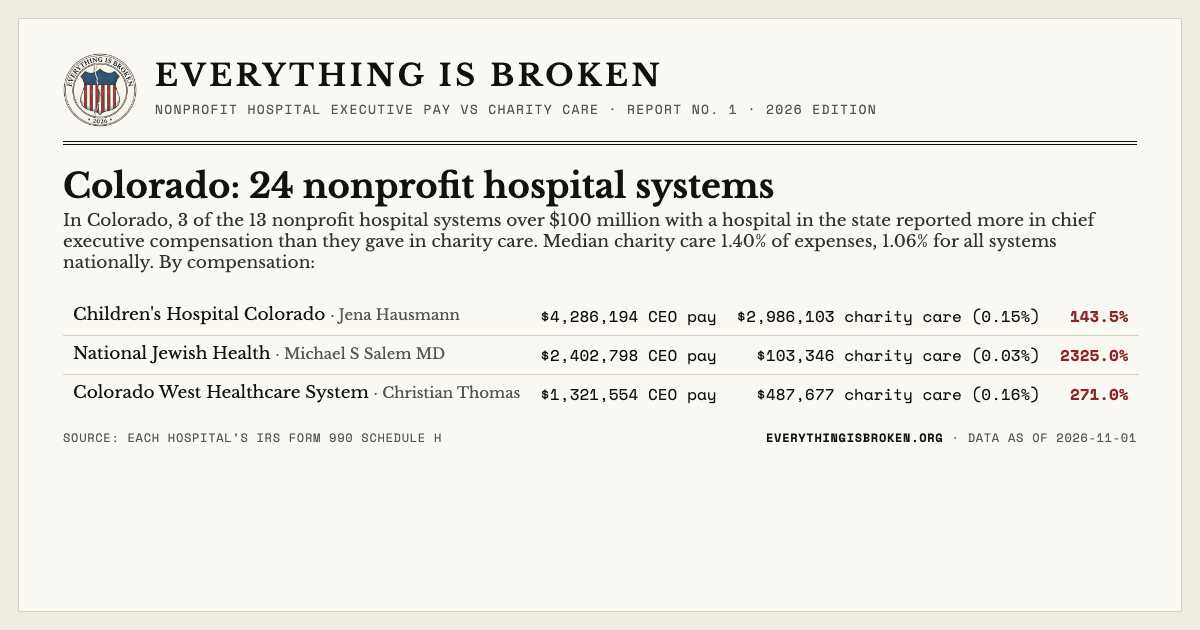 EVERYTHING IS BROKEN
· 2026 ·
EVERYTHING IS BROKEN
NONPROFIT HOSPITAL EXECUTIVE PAY VS CHARITY CARE · REPORT NO. 1 · 2026 EDITION
Colorado: 24 nonprofit hospital systems
In Colorado, 3 of the 13 nonprofit hospital systems over $100 million with a hospital in the state reported more in chief
executive compensation than they gave in charity care. Median charity care 1.40% of expenses, 1.06% for all systems
nationally. By compensation:
Children's Hospital Colorado · Jena Hausmann $4,286,194 CEO pay $2,986,103 charity care (0.15%) 143.5%
National Jewish Health · Michael S Salem MD $2,402,798 CEO pay $103,346 charity care (0.03%) 2325.0%
Colorado West Healthcare System · Christian Thomas $1,321,554 CEO pay $487,677 charity care (0.16%) 271.0%
SOURCE: EACH HOSPITAL’S IRS FORM 990 SCHEDULE H EVERYTHINGISBROKEN.ORG · DATA AS OF 2026-11-01